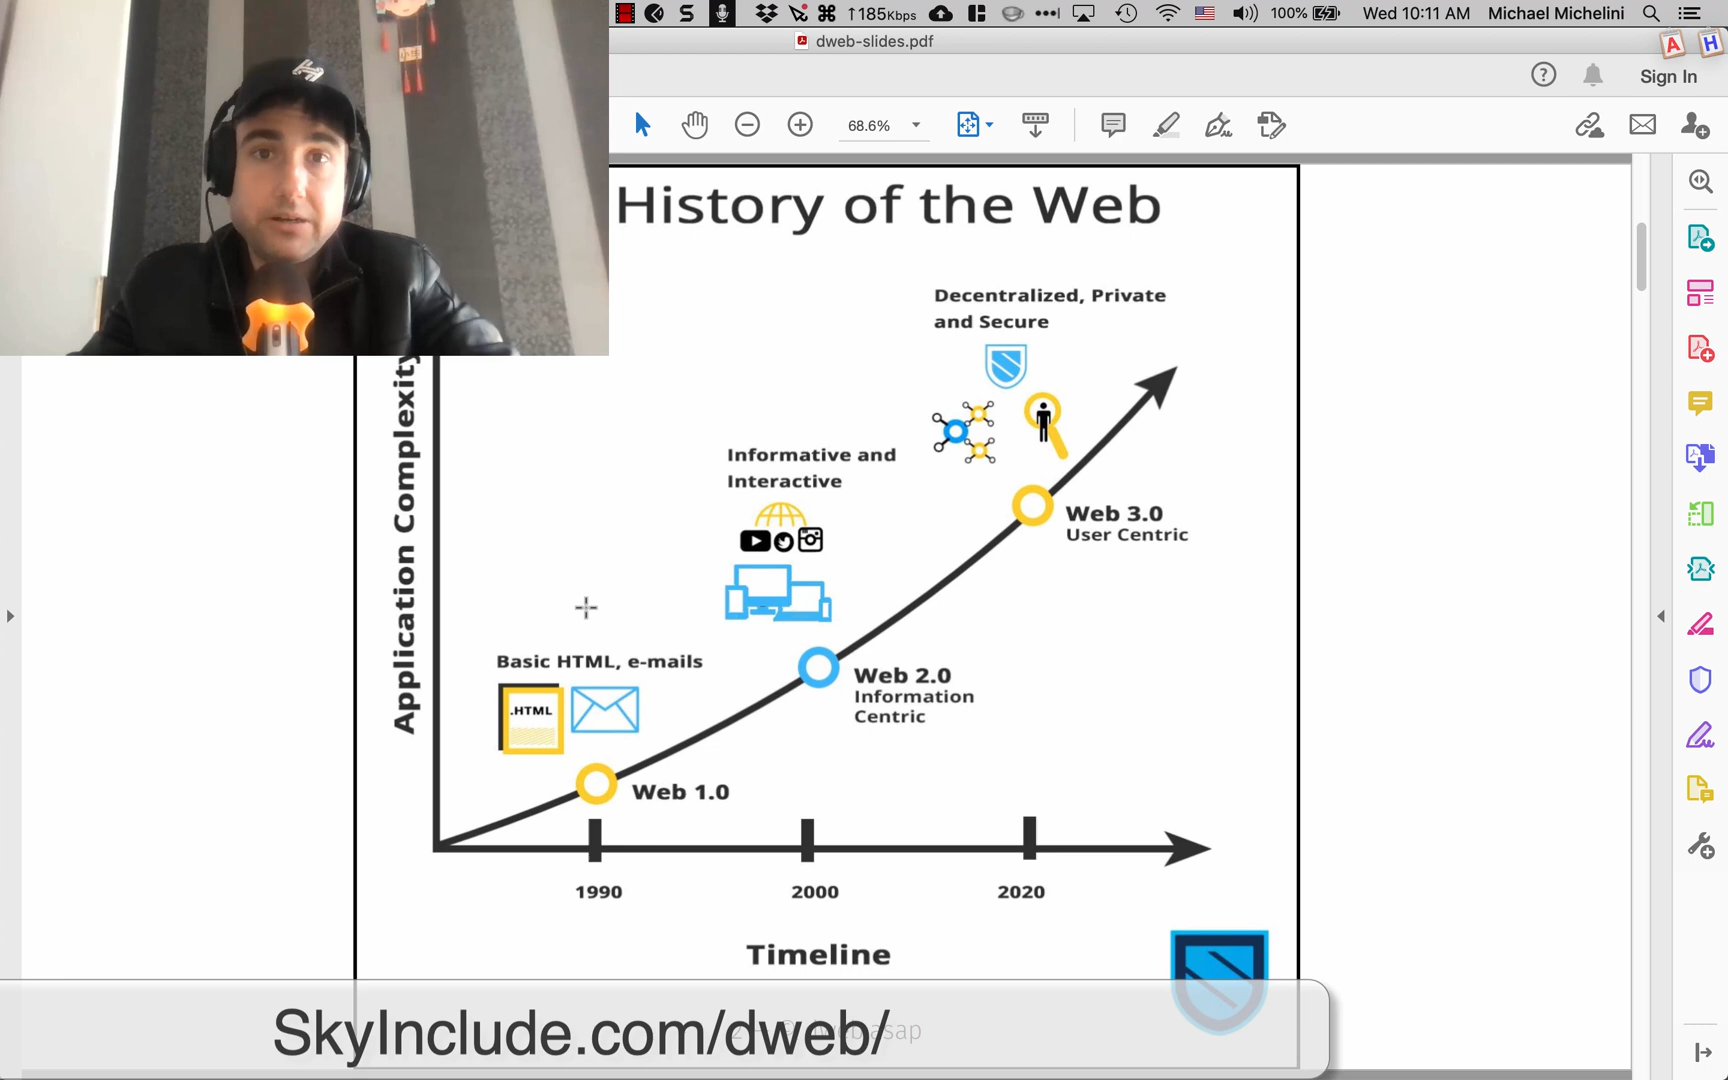 ↑185Kbps
100%
Wed 10:11 AM
Michael Michelini
dweb-slides.pdf
A
H
Sign In
68.6%
History of the Web
Decentralized, Private
and Secure
Informative and
Interactive
Web 3.0
User Centric
Application Complexity
Basic HTML, e-mails
.HTML
Web 2.0
Information
Centric
Web 1.0
1990
2000
2020
Timeline
SkyInclude.com/dweb/